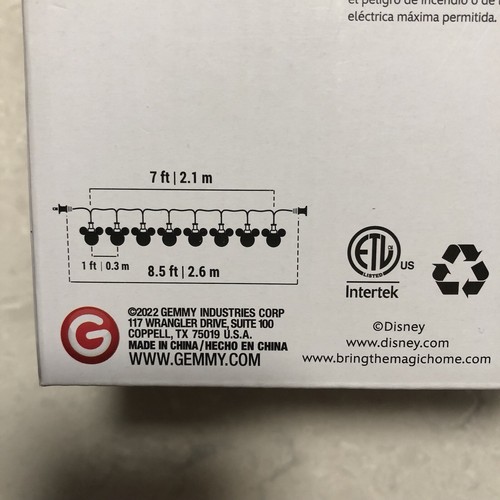 el peligro de incendio o de
eléctrica máxima permitida.
7 ft | 2.1 m
1 ft | 0.3 m
8.5 ft | 2.6 m
ETL
LISTED
US
Intertek
G
©2022 GEMMY INDUSTRIES CORP
117 WRANGLER DRIVE, SUITE 100
COPPELL, TX 75019 U.S.A.
MADE IN CHINA/HECHO EN CHINA
WWW.GEMMY.COM
©Disney
www.disney.com
www.bringthemagichome.com